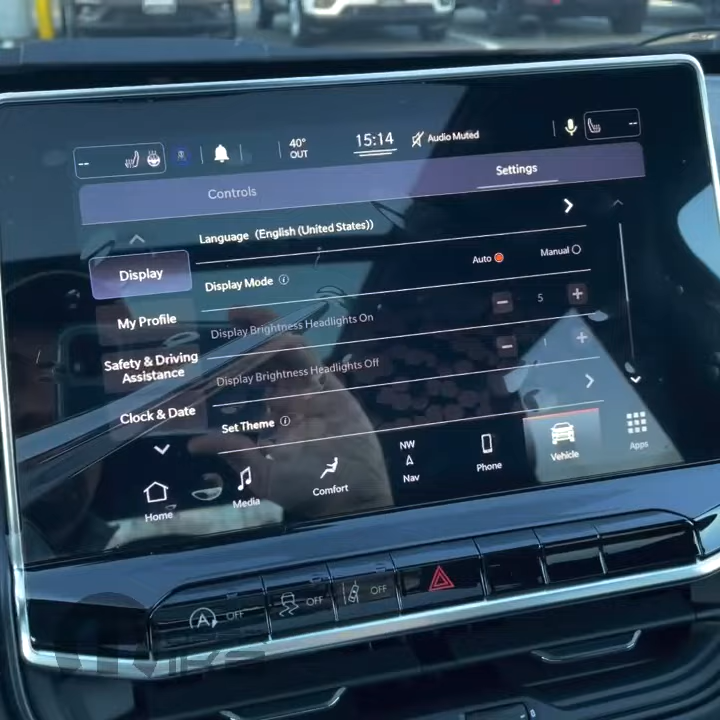 --
40°
OUT
15:14
Audio Muted
--
Controls
Settings
Language (English (United States))
Display
Display Mode
Auto
Manual
My Profile
Display Brightness Headlights On
5
Safety & Driving
Assistance
Display Brightness Headlights Off
1
Clock & Date
Set Theme
Home
Media
Comfort
NW
Nav
Phone
Vehicle
Apps
A OFF
OFF
OFF